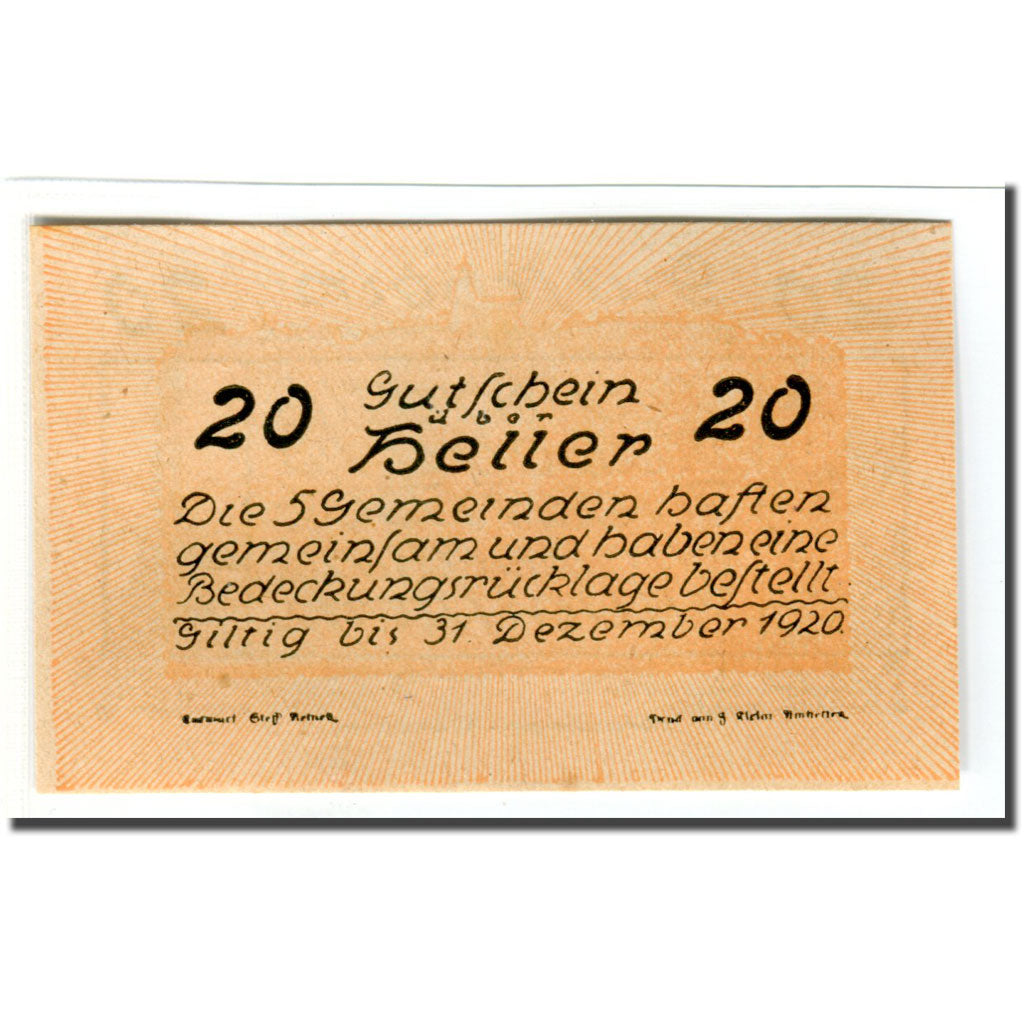 20 Gutſchein 20
über
Heller
Die 5 Gemeinden haften
gemeinſam und haben eine
Bedeckungsrücklage beſtellt
Giltig bis 31. Dezember 1920.